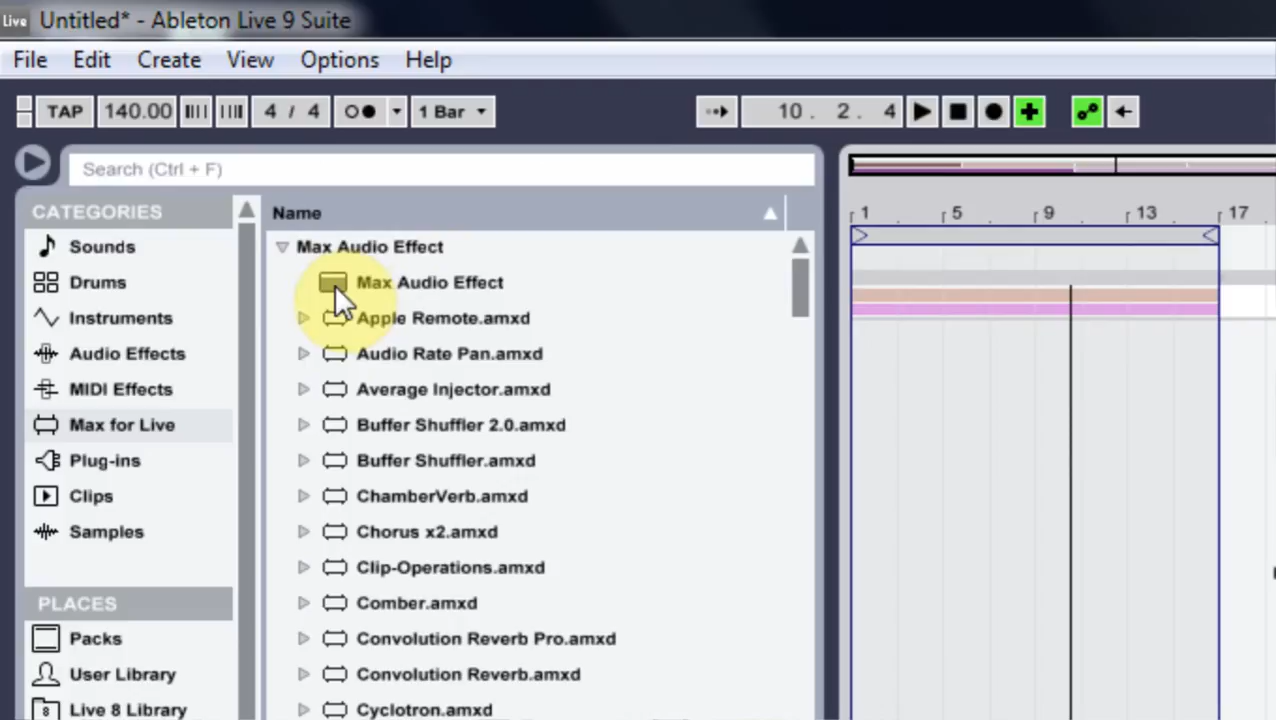 Live Untitled* - Ableton Live 9 Suite
File Edit Create View Options Help
TAP 140.00 4 / 4 1 Bar 10 . 2 . 4
Search (Ctrl + F)
CATEGORIES
Sounds
Drums
Instruments
Audio Effects
MIDI Effects
Max for Live
Plug-ins
Clips
Samples
PLACES
Packs
User Library
Live 8 Library
Name
Max Audio Effect
Max Audio Effect
Apple Remote.amxd
Audio Rate Pan.amxd
Average Injector.amxd
Buffer Shuffler 2.0.amxd
Buffer Shuffler.amxd
ChamberVerb.amxd
Chorus x2.amxd
Clip-Operations.amxd
Comber.amxd
Convolution Reverb Pro.amxd
Convolution Reverb.amxd
Cyclotron.amxd
1 5 9 13 17